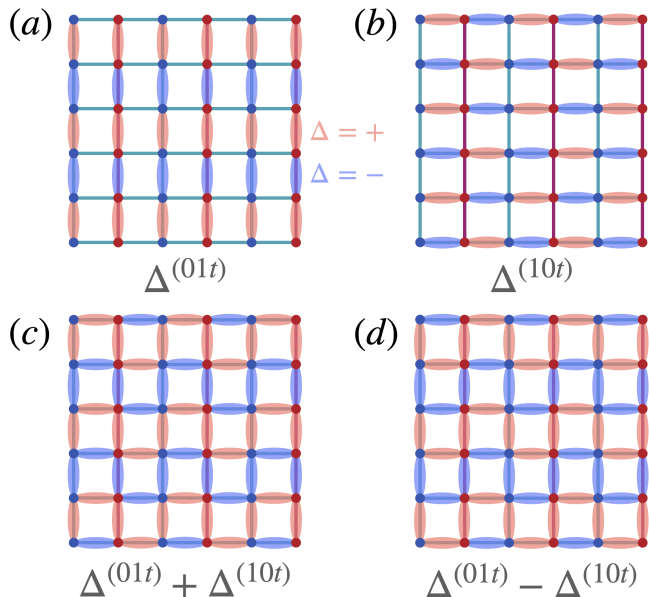 (a)
(b)
Δ = +
Δ = −
Δ^(01t)
Δ^(10t)
(c)
(d)
Δ^(01t) + Δ^(10t)
Δ^(01t) − Δ^(10t)